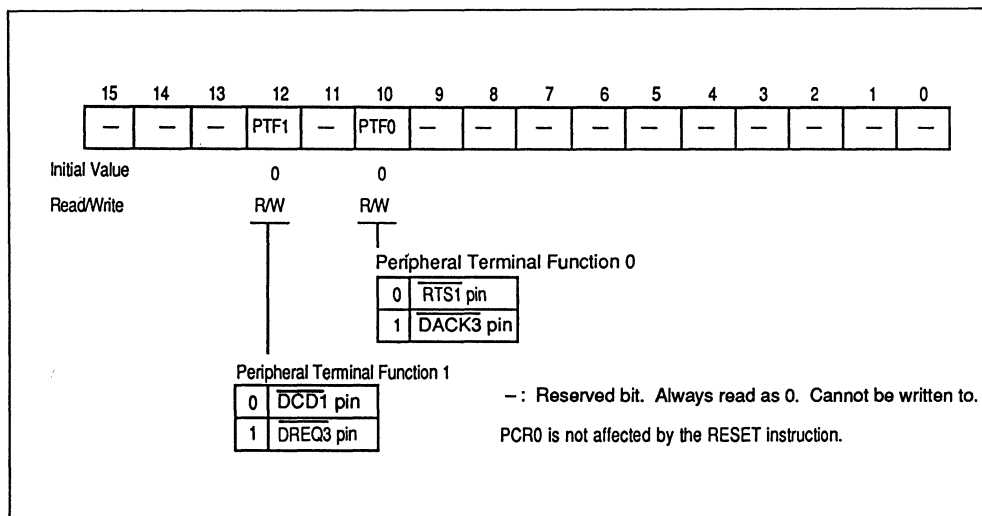 15 14 13 12 11 10 9 8 7 6 5 4 3 2 1 0
— — — PTF1 — PTF0 — — — — — — — — — —
Initial Value 0 0
Read/Write R/W R/W
Peripheral Terminal Function 0
0 RTS1 pin
1 DACK3 pin
Peripheral Terminal Function 1
0 DCD1 pin
1 DREQ3 pin
–: Reserved bit. Always read as 0. Cannot be written to.
PCR0 is not affected by the RESET instruction.